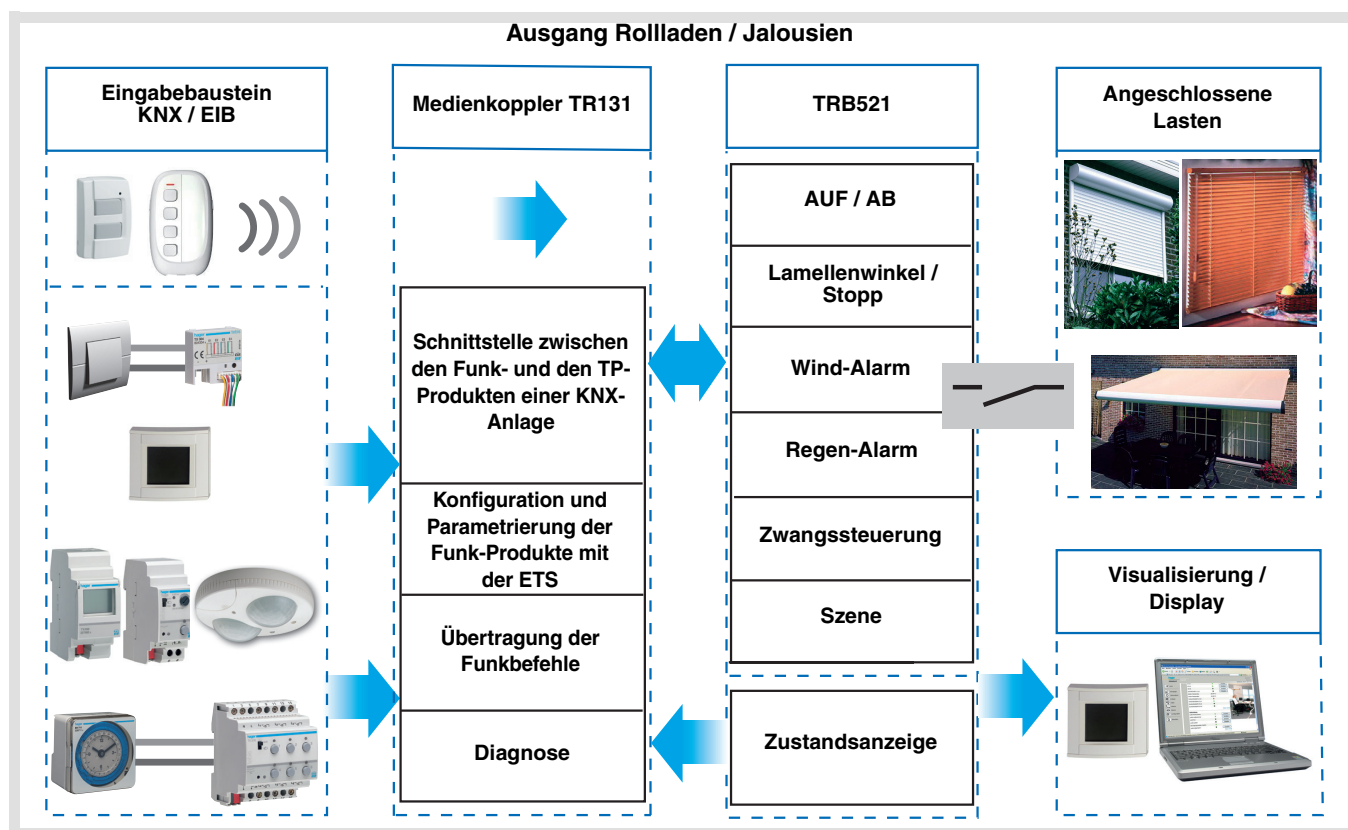 Ausgang Rollladen / Jalousien
Eingabebaustein
KNX / EIB
Medienkoppler TR131
TRB521
Angeschlossene
Lasten
AUF / AB
Lamellenwinkel /
Stopp
Schnittstelle zwischen
den Funk- und den TP-
Produkten einer KNX-
Anlage
Wind-Alarm
Regen-Alarm
Konfiguration und
Parametrierung der
Funk-Produkte mit
der ETS
Zwangssteuerung
Szene
Visualisierung /
Display
Übertragung der
Funkbefehle
Diagnose
Zustandsanzeige